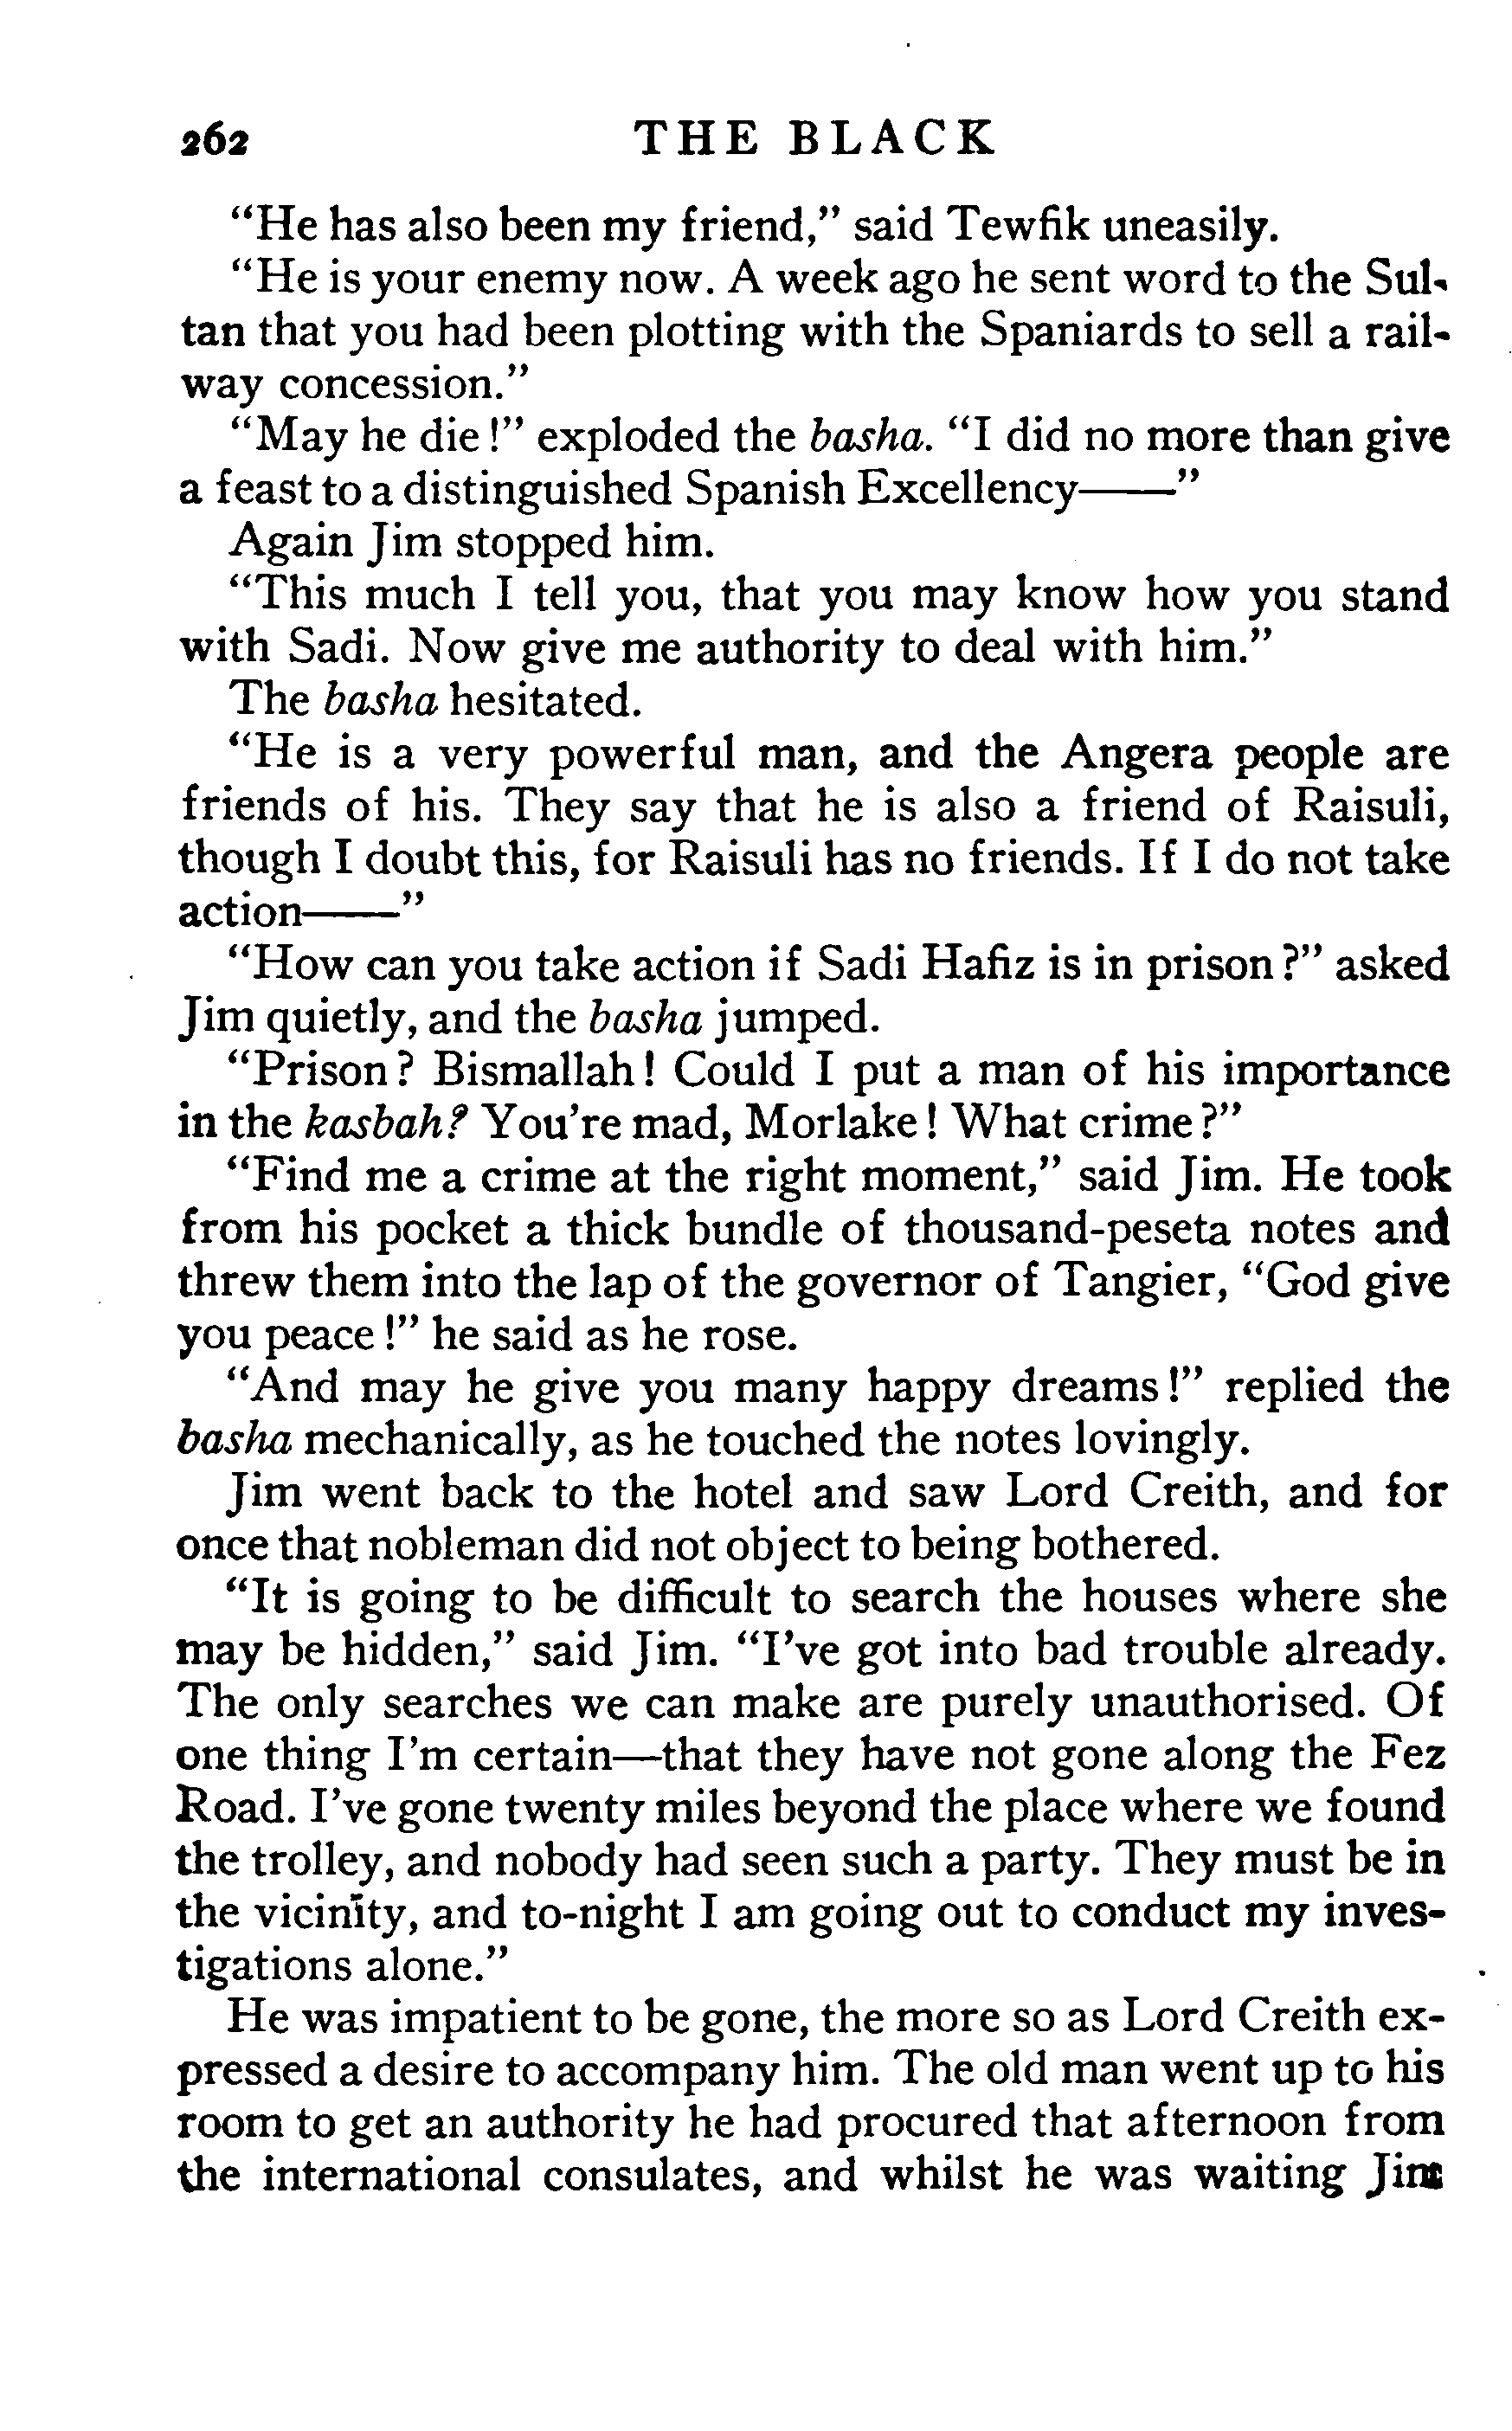 262 THE BLACK
“He has also been my friend,” said Tewfik uneasily.
“He is your enemy now. A week ago he sent word to the Sul-
tan that you had been plotting with the Spaniards to sell a rail-
way concession.”
“May he die!” exploded the basha. “I did no more than give
a feast to a distinguished Spanish Excellency——”
Again Jim stopped him.
“This much I tell you, that you may know how you stand
with Sadi. Now give me authority to deal with him.”
The basha hesitated.
“He is a very powerful man, and the Angera people are
friends of his. They say that he is also a friend of Raisuli,
though I doubt this, for Raisuli has no friends. If I do not take
action——”
“How can you take action if Sadi Hafiz is in prison?” asked
Jim quietly, and the basha jumped.
“Prison? Bismallah! Could I put a man of his importance
in the kasbah? You’re mad, Morlake! What crime?”
“Find me a crime at the right moment,” said Jim. He took
from his pocket a thick bundle of thousand-peseta notes and
threw them into the lap of the governor of Tangier, “God give
you peace!” he said as he rose.
“And may he give you many happy dreams!” replied the
basha mechanically, as he touched the notes lovingly.
Jim went back to the hotel and saw Lord Creith, and for
once that nobleman did not object to being bothered.
“It is going to be difficult to search the houses where she
may be hidden,” said Jim. “I’ve got into bad trouble already.
The only searches we can make are purely unauthorised. Of
one thing I’m certain—that they have not gone along the Fez
Road. I’ve gone twenty miles beyond the place where we found
the trolley, and nobody had seen such a party. They must be in
the vicinity, and to-night I am going out to conduct my inves-
tigations alone.”
He was impatient to be gone, the more so as Lord Creith ex-
pressed a desire to accompany him. The old man went up to his
room to get an authority he had procured that afternoon from
the international consulates, and whilst he was waiting Jim